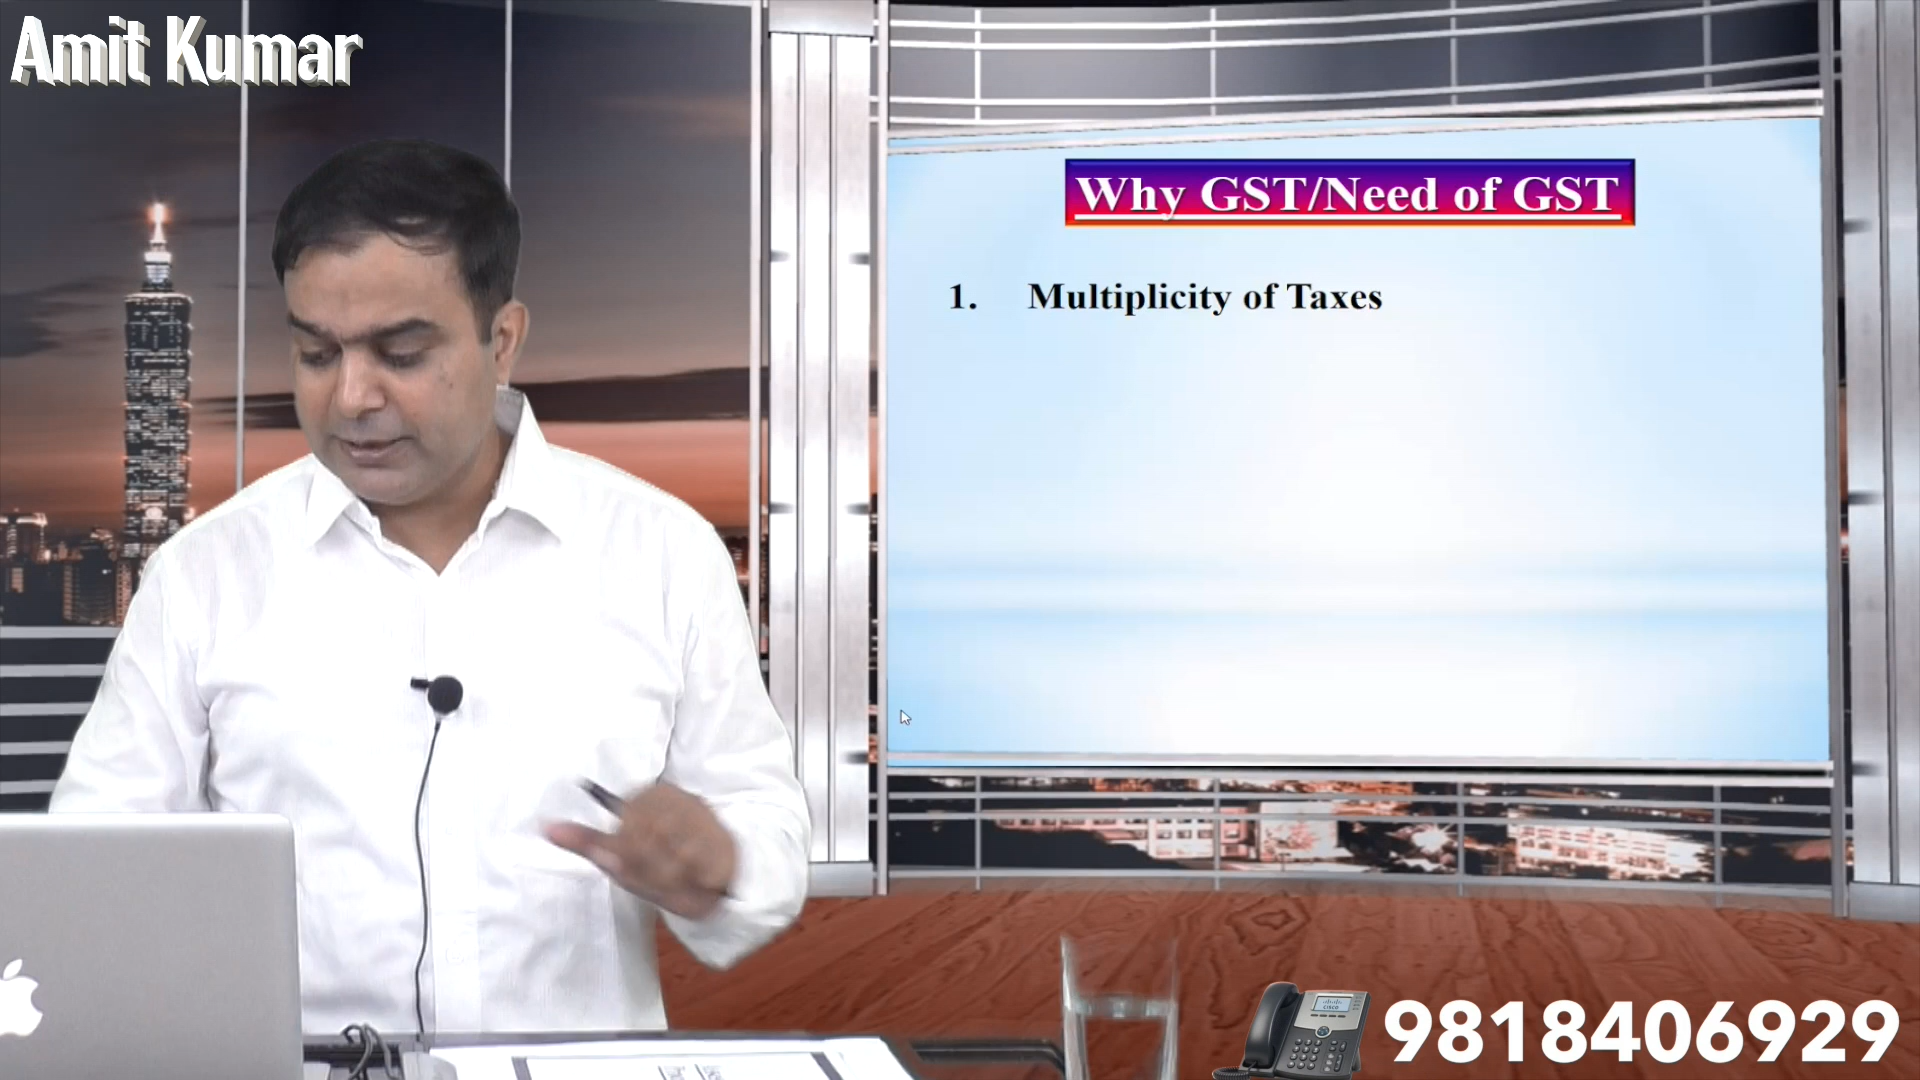 Amit Kumar
Why GST/Need of GST
1. Multiplicity of Taxes
9818406929